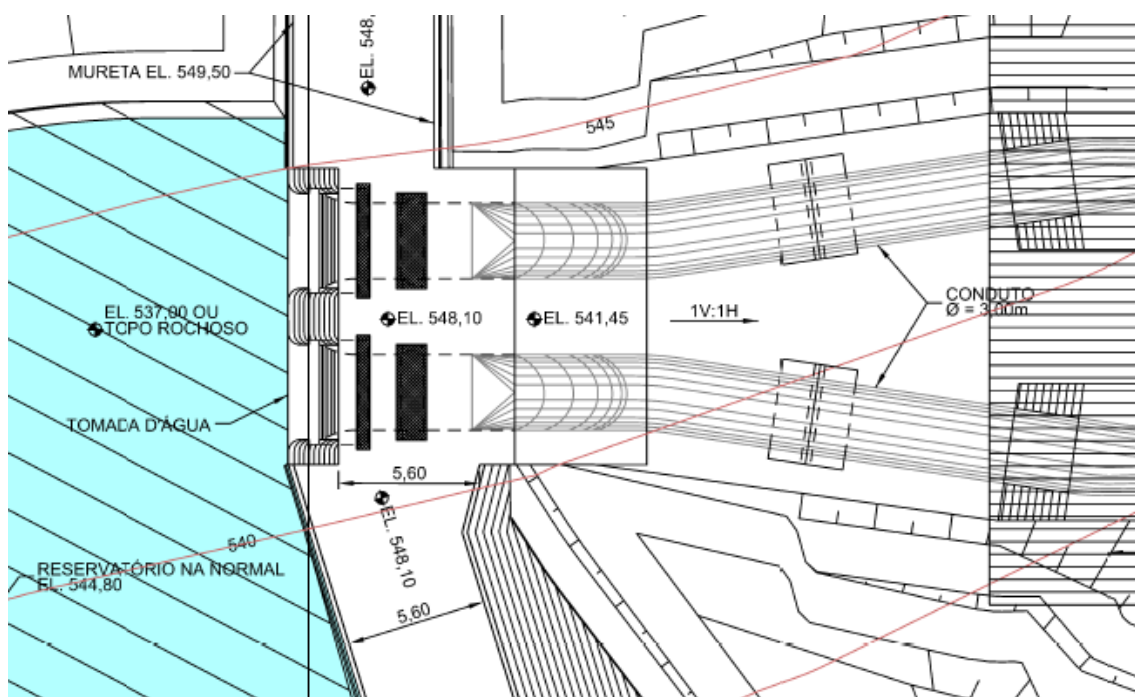 EL. 548,
MURETA EL. 549,50
545
EL. 537,00 OU
TOPO ROCHOSO
EL. 548,10
EL. 541,45
1V:1H
CONDUTO
Ø = 3,00m
TOMADA D'ÁGUA
5,60
EL. 548,10
540
RESERVATÓRIO NA NORMAL
EL. 544,80
5,60